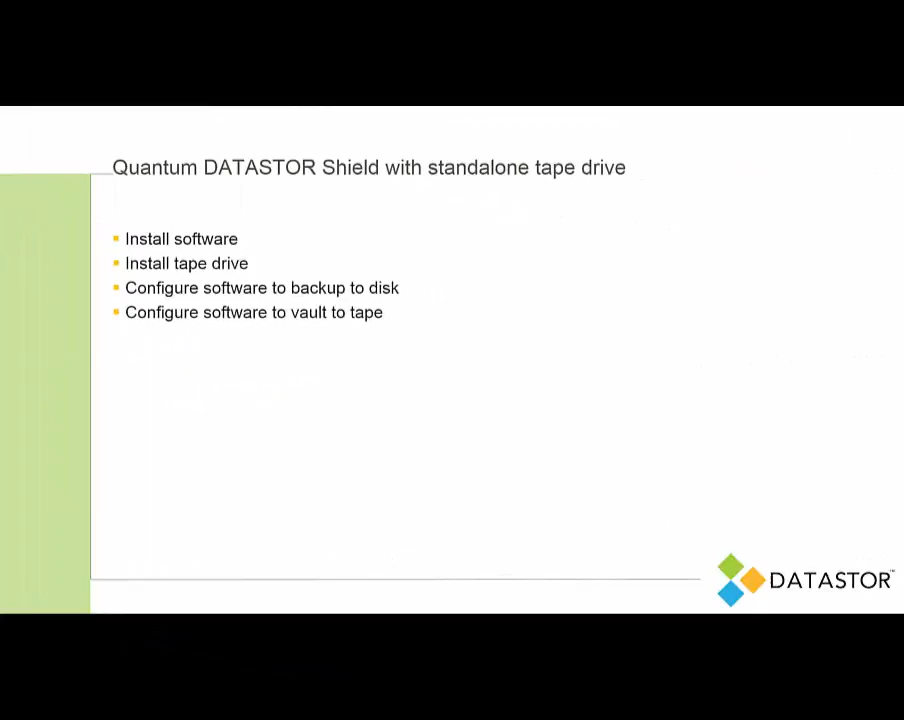 Quantum DATASTOR Shield with standalone tape drive
Install software
Install tape drive
Configure software to backup to disk
Configure software to vault to tape
DATASTOR™